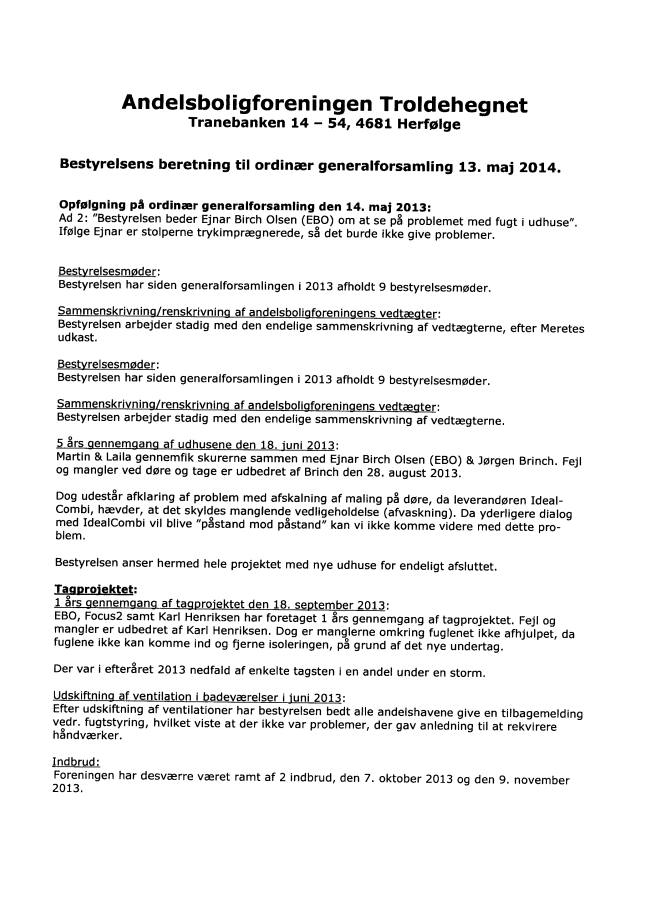 Andelsboligforeningen Troldehegnet
Tranebanken 14 – 54, 4681 Herfølge
Bestyrelsens beretning til ordinær generalforsamling 13. maj 2014.
Opfølgning på ordinær generalforsamling den 14. maj 2013:
Ad 2: "Bestyrelsen beder Ejnar Birch Olsen (EBO) om at se på problemet med fugt i udhuse".
Ifølge Ejnar er stolperne trykimprægnerede, så det burde ikke give problemer.
Bestyrelsesmøder:
Bestyrelsen har siden generalforsamlingen i 2013 afholdt 9 bestyrelsesmøder.
Sammenskrivning/renskrivning af andelsboligforeningens vedtægter:
Bestyrelsen arbejder stadig med den endelige sammenskrivning af vedtægterne, efter Meretes
udkast.
Bestyrelsesmøder:
Bestyrelsen har siden generalforsamlingen i 2013 afholdt 9 bestyrelsesmøder.
Sammenskrivning/renskrivning af andelsboligforeningens vedtægter:
Bestyrelsen arbejder stadig med den endelige sammenskrivning af vedtægterne.
5 års gennemgang af udhusene den 18. juni 2013:
Martin & Laila gennemfik skurerne sammen med Ejnar Birch Olsen (EBO) & Jørgen Brinch. Fejl
og mangler ved døre og tage er udbedret af Brinch den 28. august 2013.
Dog udestår afklaring af problem med afskalning af maling på døre, da leverandøren Ideal-
Combi, hævder, at det skyldes manglende vedligeholdelse (afvaskning). Da yderligere dialog
med IdealCombi vil blive "påstand mod påstand" kan vi ikke komme videre med dette pro-
blem.
Bestyrelsen anser hermed hele projektet med nye udhuse for endeligt afsluttet.
Tagprojektet:
1 års gennemgang af tagprojektet den 18. september 2013:
EBO, Focus2 samt Karl Henriksen har foretaget 1 års gennemgang af tagprojektet. Fejl og
mangler er udbedret af Karl Henriksen. Dog er manglerne omkring fuglenet ikke afhjulpet, da
fuglene ikke kan komme ind og fjerne isoleringen, på grund af det nye undertag.
Der var i efteråret 2013 nedfald af enkelte tagsten i en andel under en storm.
Udskiftning af ventilation i badeværelser i juni 2013:
Efter udskiftning af ventilationer har bestyrelsen bedt alle andelshavene give en tilbagemelding
vedr. fugtstyring, hvilket viste at der ikke var problemer, der gav anledning til at rekvirere
håndværker.
Indbrud:
Foreningen har desværre været ramt af 2 indbrud, den 7. oktober 2013 og den 9. november
2013.